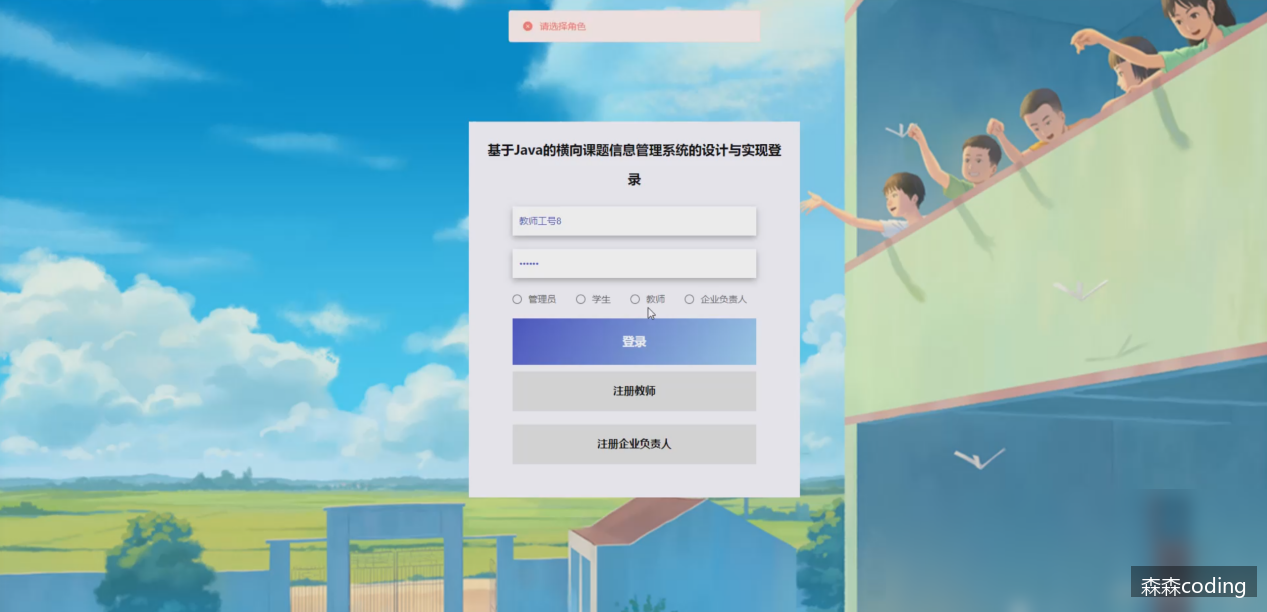 请选择角色
基于Java的横向课题信息管理系统的设计与实现登
录
教师工号8
••••••
管理员 学生 教师 企业负责人
登录
注册教师
注册企业负责人
森森coding